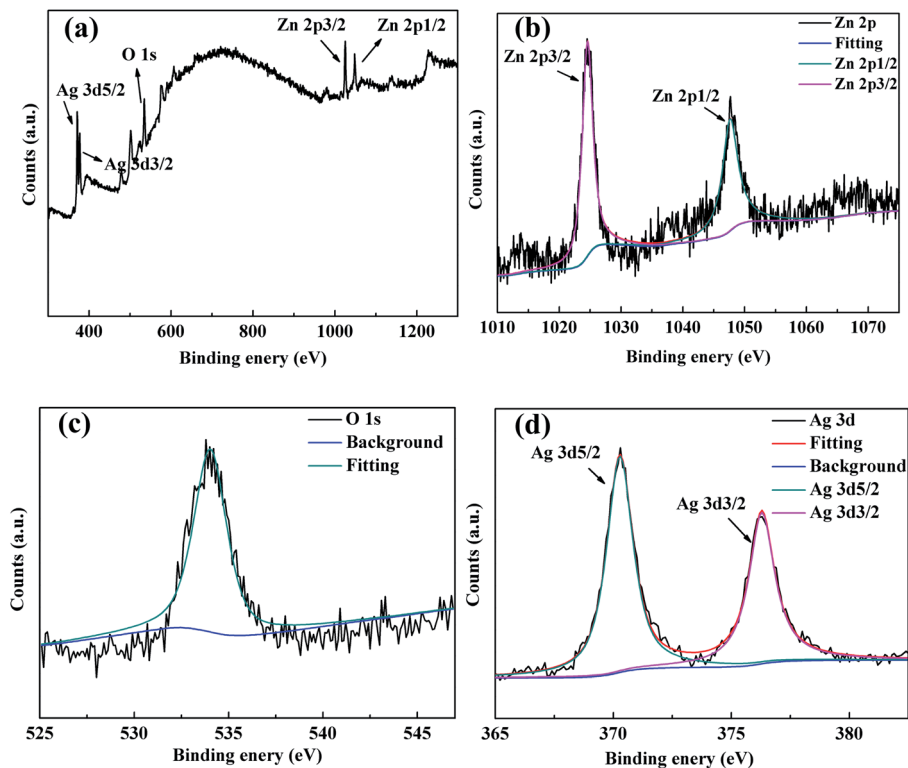 (a)
Zn 2p3/2
Zn 2p1/2
O 1s
Ag 3d5/2
Ag 3d3/2
Counts (a.u.)
400 600 800 1000 1200
Binding enery (eV)
(b)
Zn 2p
Fitting
Zn 2p1/2
Zn 2p3/2
Zn 2p3/2
Zn 2p1/2
Counts (a.u.)
1010 1020 1030 1040 1050 1060 1070
Binding enery (eV)
(c)
O 1s
Background
Fitting
Counts (a.u.)
525 530 535 540 545
Binding enery (eV)
(d)
Ag 3d
Fitting
Background
Ag 3d5/2
Ag 3d3/2
Ag 3d5/2
Ag 3d3/2
Counts (a.u.)
365 370 375 380
Binding enery (eV)